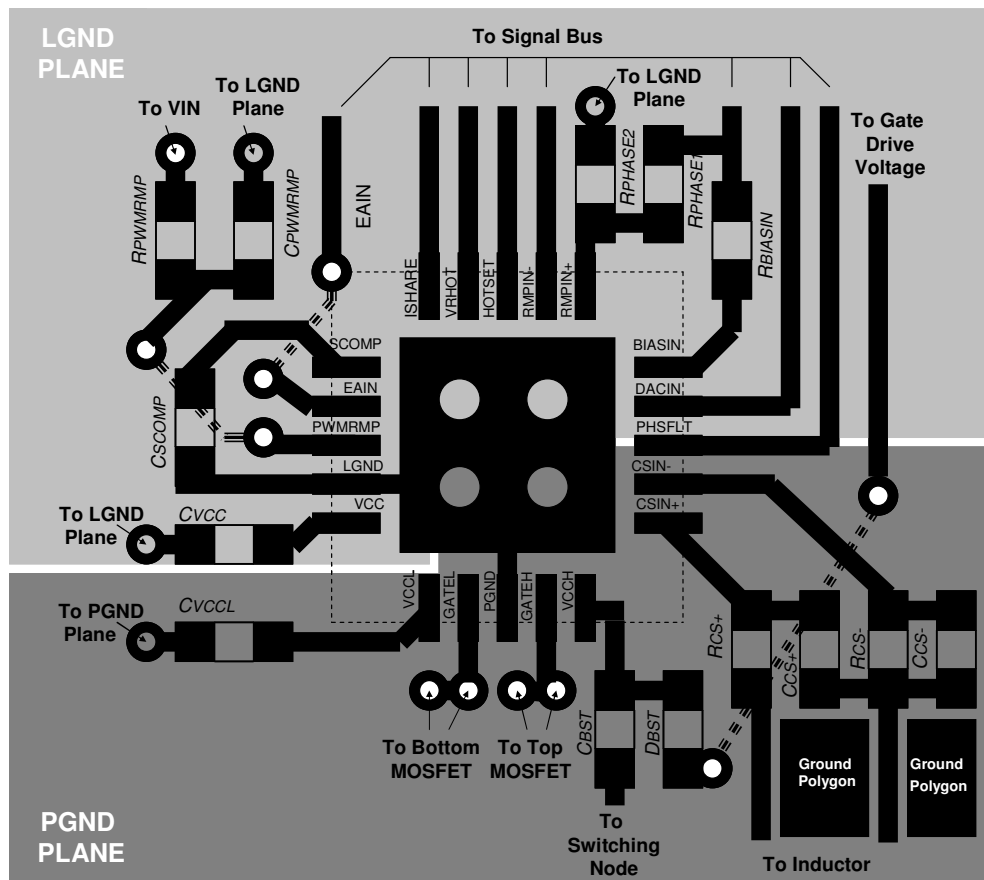 LGND
PLANE
To Signal Bus
To LGND
Plane
To VIN
To LGND
Plane
To Gate
Drive
Voltage
RPWMRMP
CPWMRMP
EAIN
RPHASE2
RPHASE1
RBIASIN
ISHARE
VRHOT
HOTSET
RMPIN-
RMPIN+
SCOMP
EAIN
PWMRMP
LGND
VCC
BIASIN
DACIN
PHSFLT
CSIN-
CSIN+
CSCOMP
To LGND
Plane
CVCC
VCCL
GATEL
PGND
GATEH
VCCH
To PGND
Plane
CVCCL
RCS+
CCS+
RCS-
CCS-
CBST
DBST
To Bottom
MOSFET
To Top
MOSFET
Ground
Polygon
Ground
Polygon
To
Switching
Node
To Inductor
PGND
PLANE